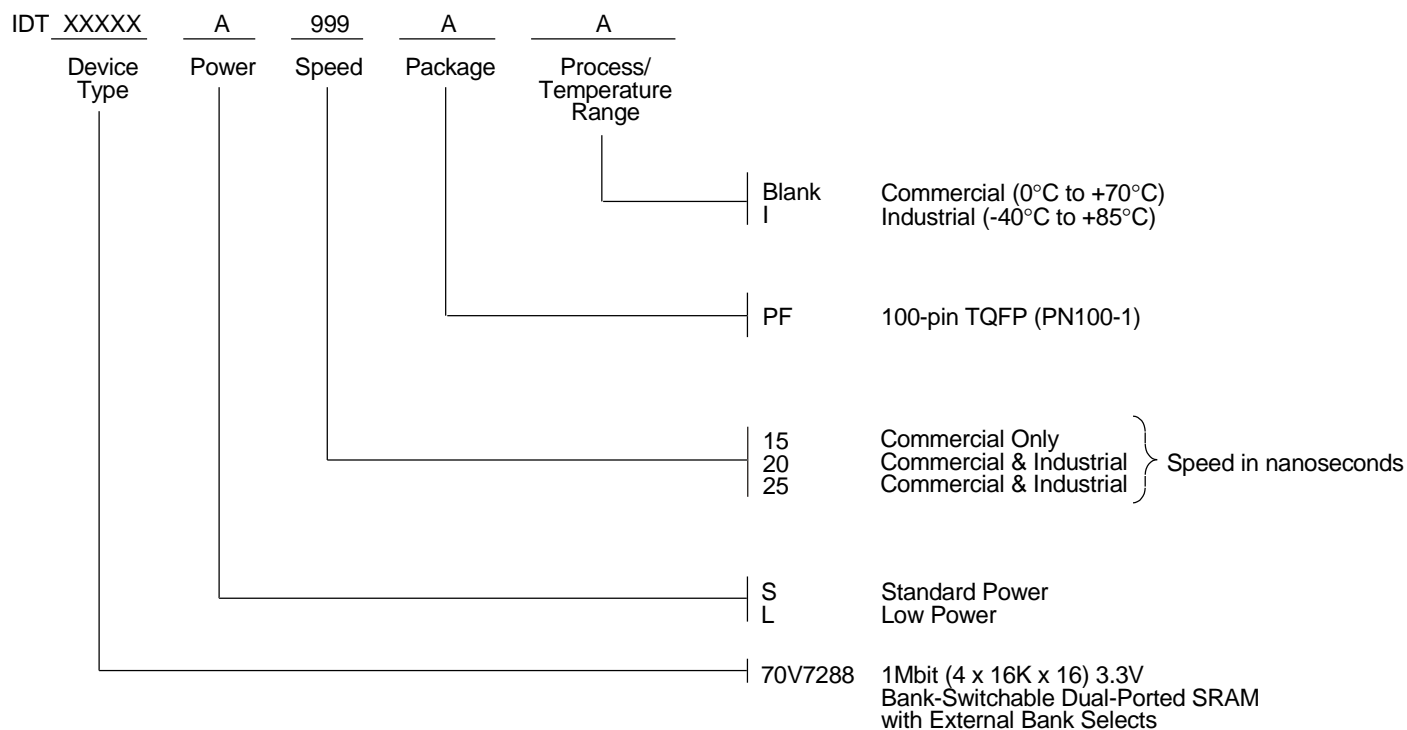 IDT XXXXX A 999 A A
Device Type
Power
Speed
Package
Process/
Temperature
Range
Blank Commercial (0°C to +70°C)
I Industrial (-40°C to +85°C)
PF 100-pin TQFP (PN100-1)
15 Commercial Only
20 Commercial & Industrial
25 Commercial & Industrial
Speed in nanoseconds
S Standard Power
L Low Power
70V7288 1Mbit (4 x 16K x 16) 3.3V
Bank-Switchable Dual-Ported SRAM
with External Bank Selects